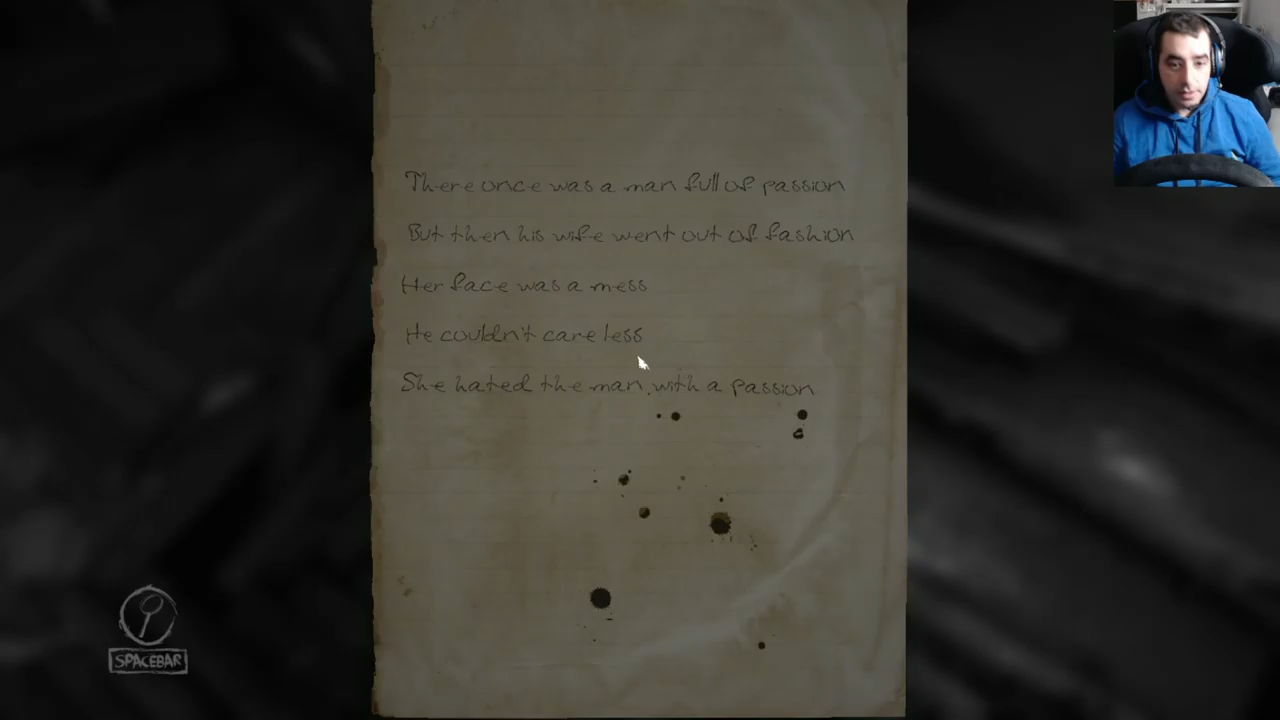 There once was a man full of passion
But then his wife went out of fashion
Her face was a mess
He couldn't care less
She hated the man with a passion
SPACEBAR